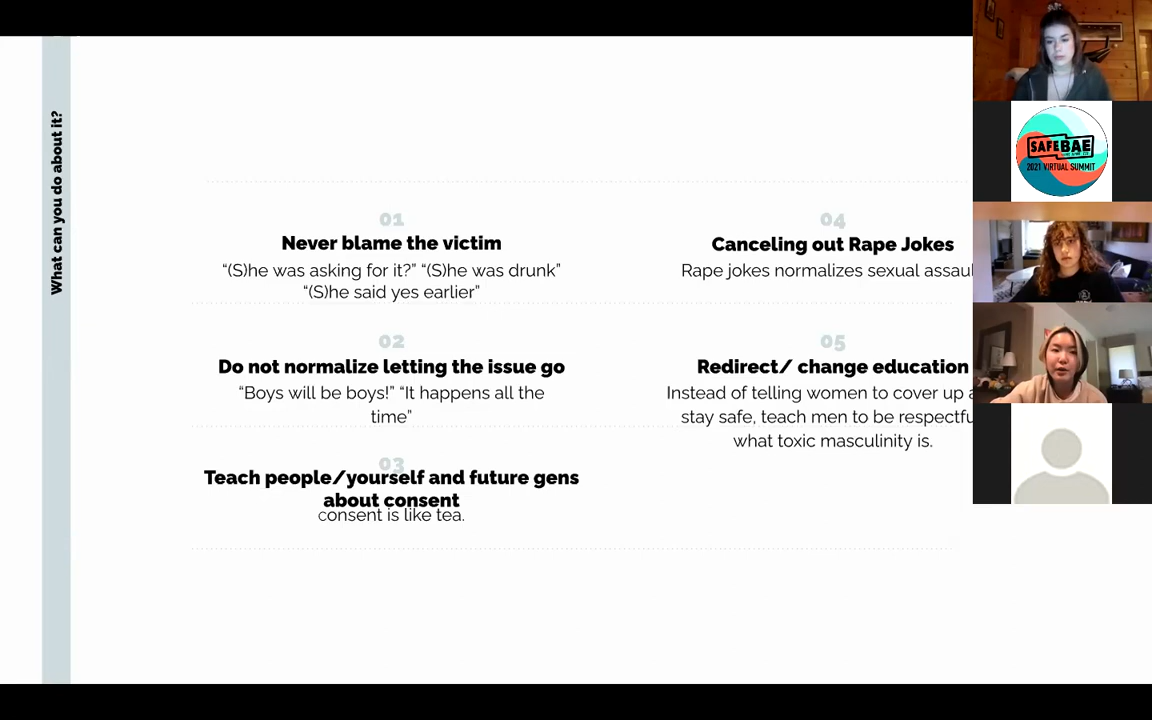 What can you do about it?
01
Never blame the victim
“(S)he was asking for it?” “(S)he was drunk”
“(S)he said yes earlier”
02
Do not normalize letting the issue go
“Boys will be boys!” “It happens all the
time”
03
Teach people/yourself and future gens
about consent
consent is like tea.
04
Canceling out Rape Jokes
Rape jokes normalizes sexual
05
Redirect/ change education
Instead of telling women to cover up
stay safe, teach men to be
what toxic masculinity is.
SAFEBAE
2021 VIRTUAL SUMMIT